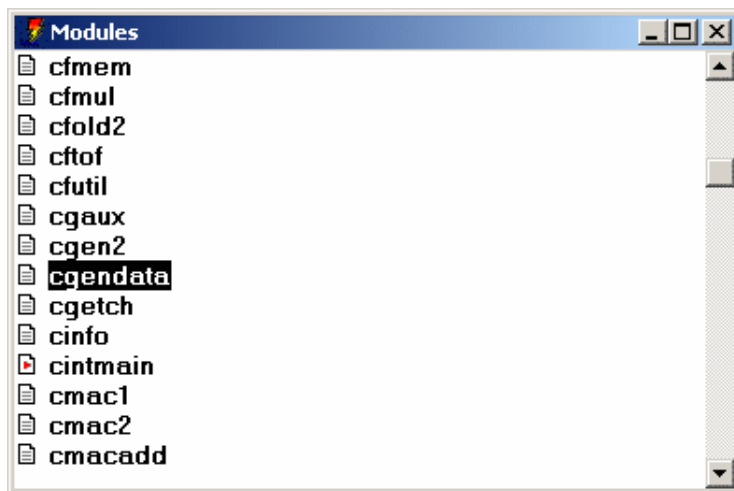 Modules
cfmem
cfmul
cfold2
cftof
cfutil
cgaux
cgen2
cgendata
cgetch
cinfo
cintmain
cmac1
cmac2
cmacadd